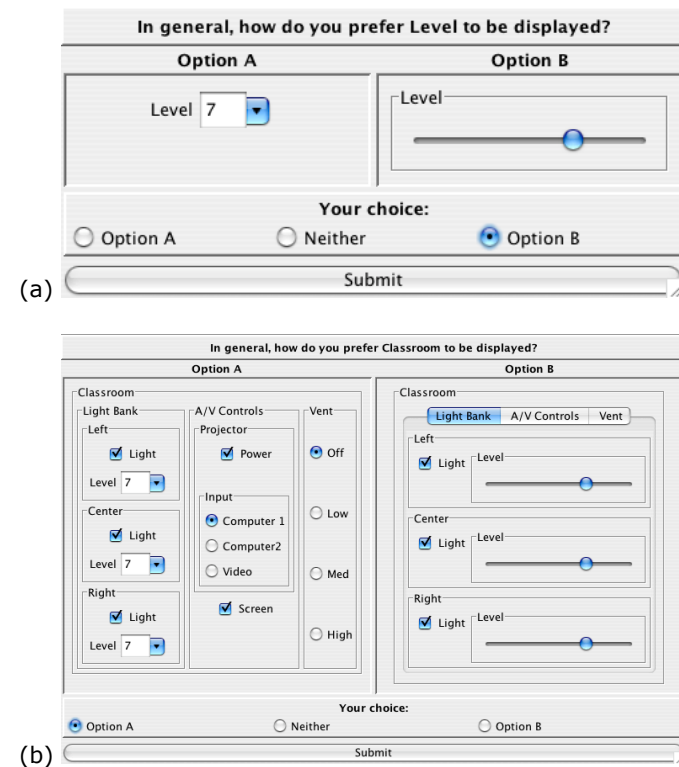 In general, how do you prefer Level to be displayed?
Option A Option B
Level 7 Level
Your choice:
Option A Neither Option B
(a) Submit
In general, how do you prefer Classroom to be displayed?
Option A Option B
Classroom Classroom
Light Bank A/V Controls Vent Light Bank A/V Controls Vent
Left Projector Left
Light Power Off Light Level
Level 7
Input
Center Computer 1 Low Center
Light Computer2 Light Level
Level 7 Video Med
Right Right
Light Screen Light Level
Level 7 High
Your choice:
Option A Neither Option B
(b) Submit